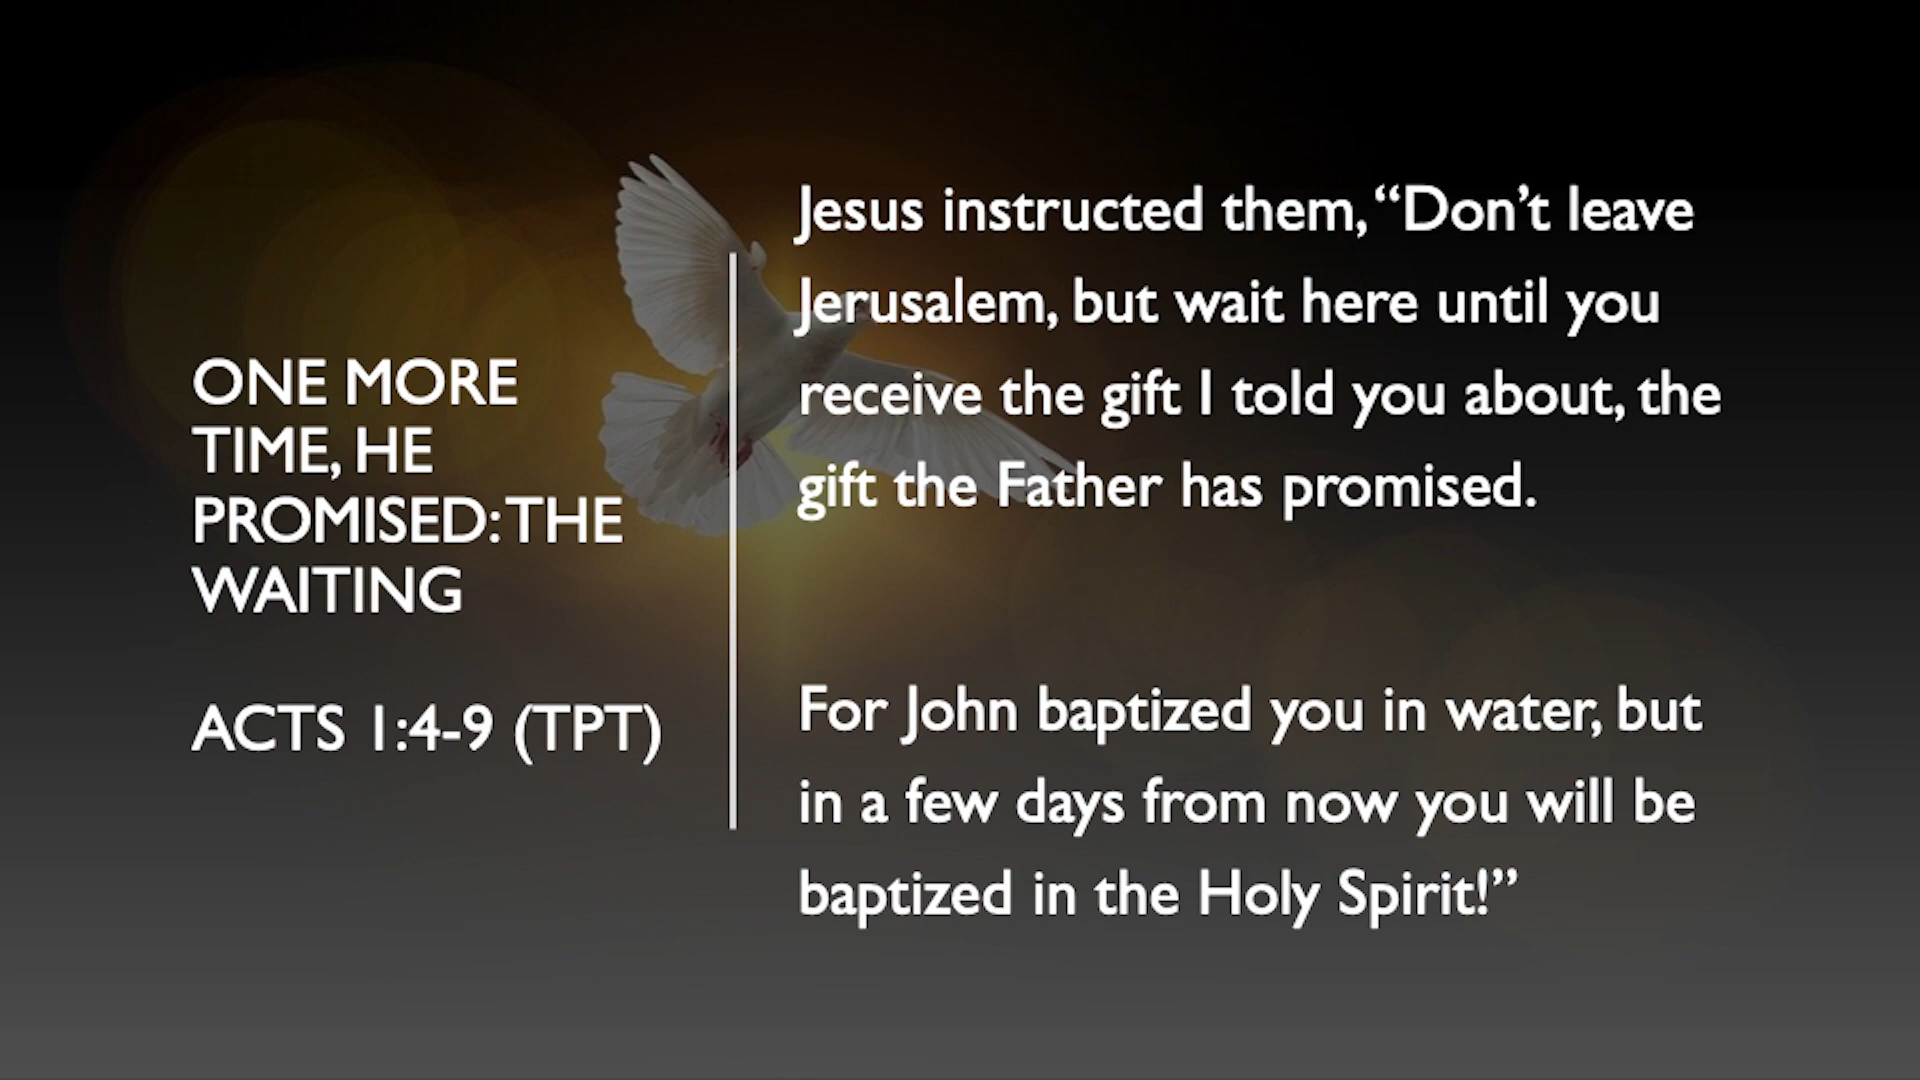 ONE MORE
TIME, HE
PROMISED: THE
WAITING
ACTS 1:4-9 (TPT)
Jesus instructed them, “Don’t leave
Jerusalem, but wait here until you
receive the gift I told you about, the
gift the Father has promised.
For John baptized you in water, but
in a few days from now you will be
baptized in the Holy Spirit!”